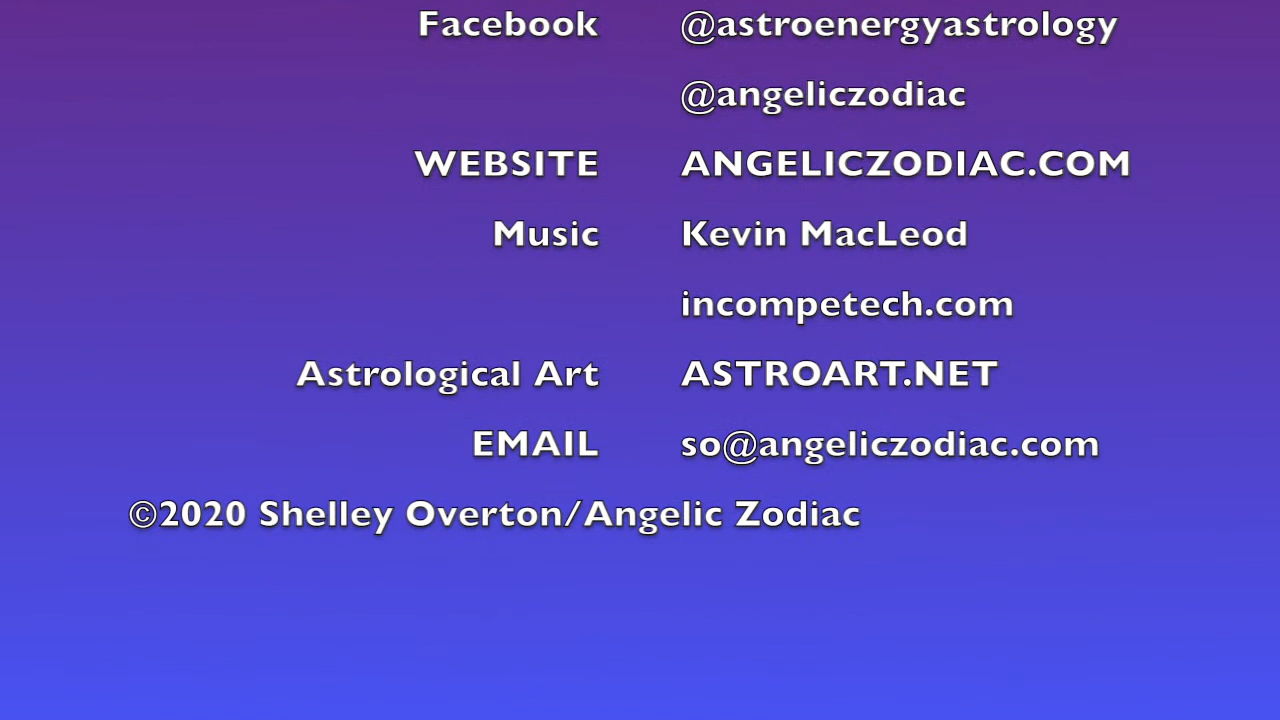 Facebook @astroenergyastrology
@angeliczodiac
WEBSITE ANGELICZODIAC.COM
Music Kevin MacLeod
incompetech.com
Astrological Art ASTROART.NET
EMAIL so@angeliczodiac.com
©2020 Shelley Overton/Angelic Zodiac